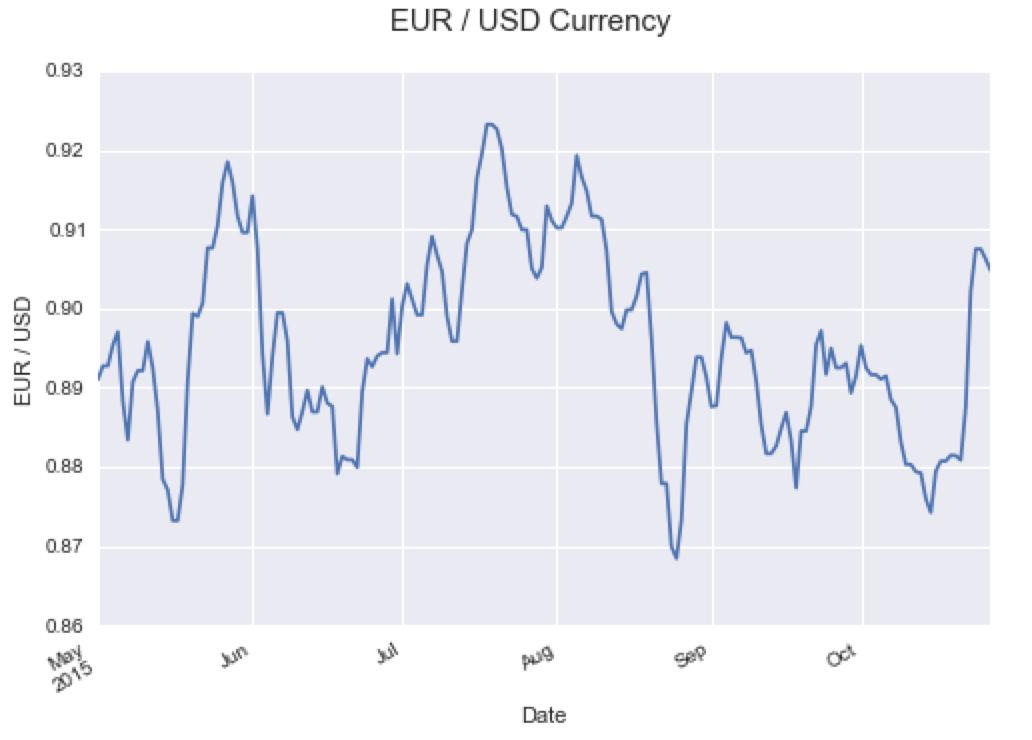 EUR / USD Currency
0.93
0.92
0.91
0.90
0.89
0.88
0.87
0.86
EUR / USD
May
2015
Jun
Jul
Aug
Sep
Oct
Date